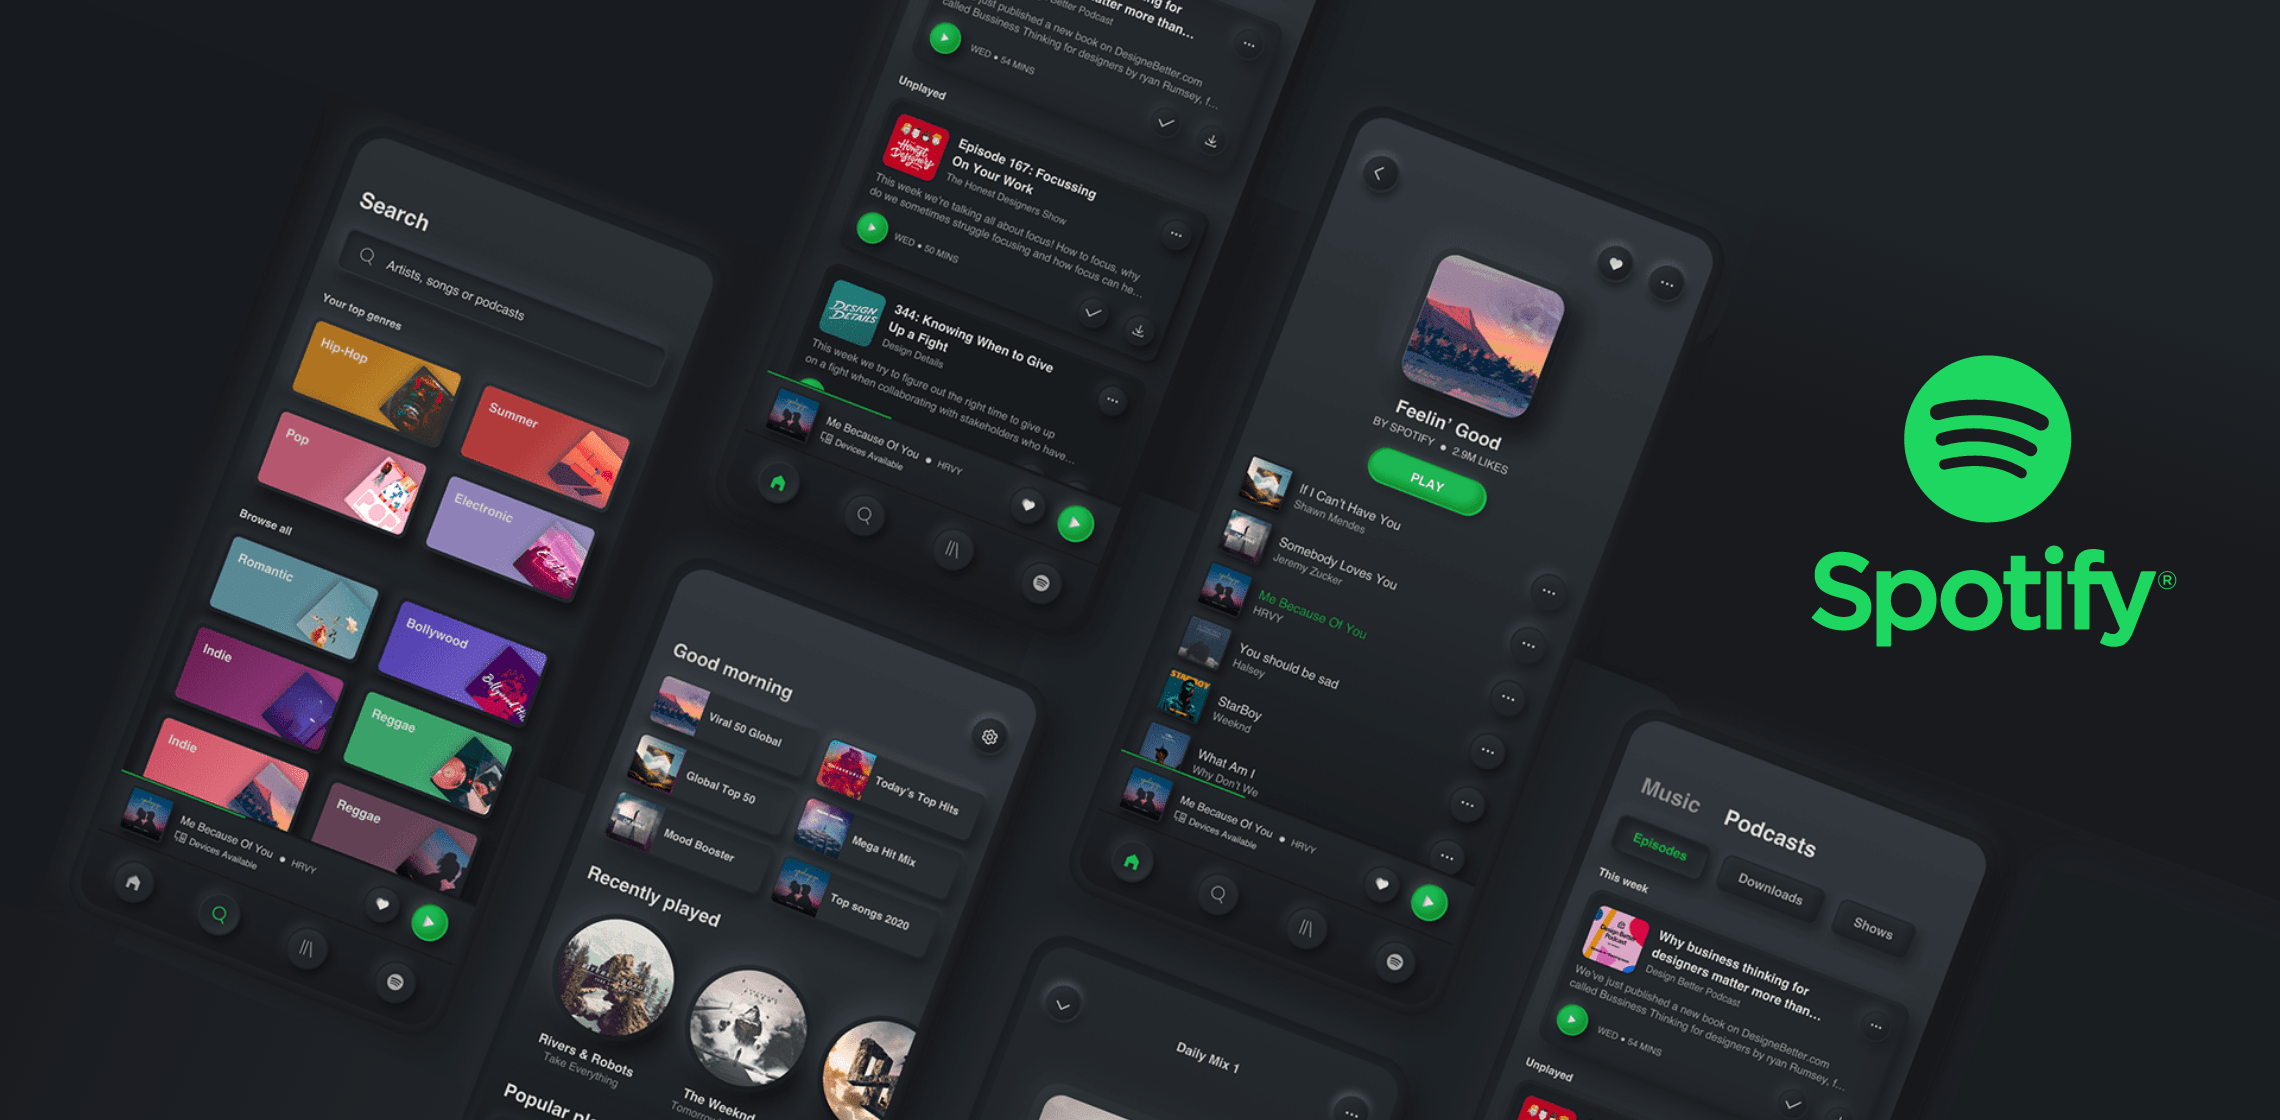 Search
Artists, songs or podcasts
Your top genres
Hip-Hop
Summer
Pop
POP
Electronic
Browse all
Romantic
Bollywood
Indie
Reggae
Indie
Reggae
Me Because Of You • HRVY
Devices Available
Better Podcast
We've just published a new book on DesigneBetter.com
called Bussiness Thinking for designers by ryan Rumsey, f...
WED • 54 MINS
Unplayed
Honest
Designers
Episode 167: Focussing
On Your Work
The Honest Designers Show
This week we're talking all about focus! How to focus, why
do we sometimes struggle focusing and how focus can he...
WED • 50 MINS
DESIGN
DETAILS
344: Knowing When to Give
Up a Fight
Design Details
This week we try to figure out the right time to give up
on a fight when collaborating with stakeholders who have...
Me Because Of You • HRVY
Devices Available
Good morning
Viral 50 Global
Today's Top Hits
Global Top 50
Mega Hit Mix
Mood Booster
Top songs 2020
Recently played
Rivers & Robots
Take Everything
The Weeknd
Popular
Feelin' Good
BY SPOTIFY • 2.9M LIKES
PLAY
If I Can't Have You
Shawn Mendes
Somebody Loves You
Jeremy Zucker
Me Because Of You
HRVY
You should be sad
Halsey
STARBOY
StarBoy
Weeknd
What Am I
Why Don't We
Me Because Of You • HRVY
Devices Available
Daily Mix 1
Spotify®
Music
Podcasts
Episodes
Downloads
Shows
This week
Design Better
Podcast
Why business thinking for
designers matter more than...
Design Better Podcast
We've just published a new book on DesigneBetter.com
called Bussiness Thinking for designers by ryan Rumsey, f...
WED • 54 MINS
Unplayed